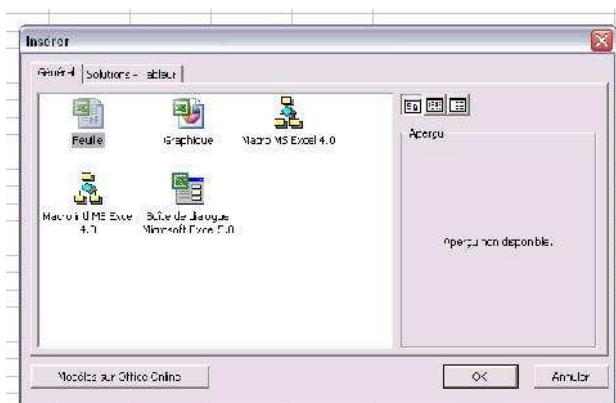 Insérer
Général Solutions - Tableur
Feuille Graphique Macro MS Excel 4.0
Aperçu
Macro intl MS Excel
4.0
Boîte de dialogue
Microsoft Excel 5.0
Aperçu non disponible.
Modèles sur Office Online OK Annuler